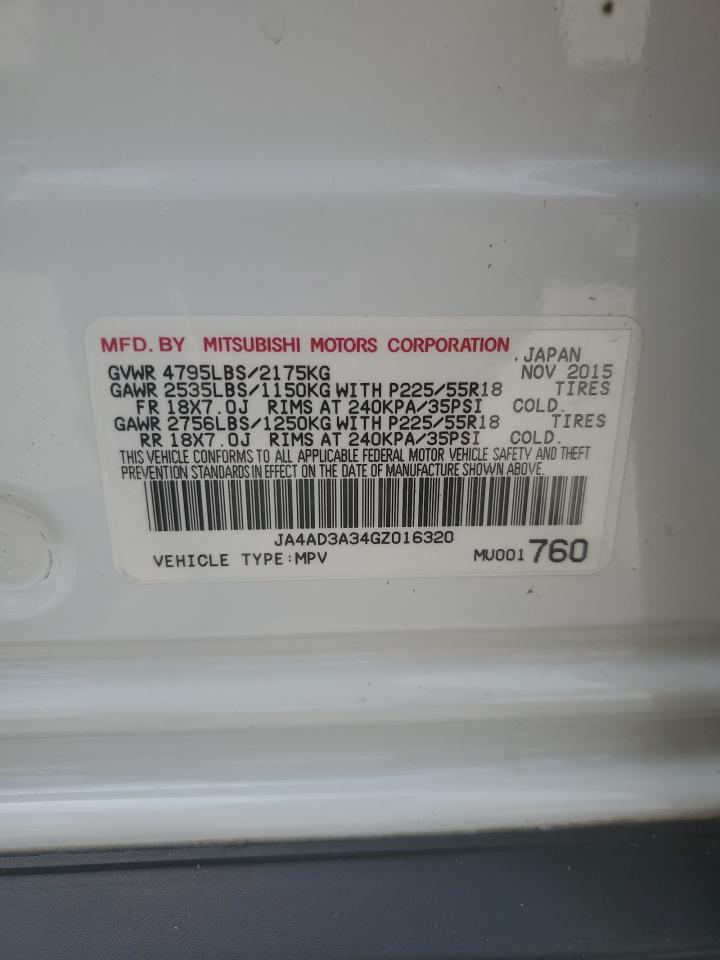 MFD. BY MITSUBISHI MOTORS CORPORATION , JAPAN
GVWR 4795LBS/2175KG NOV 2015
GAWR 2535LBS/1150KG WITH P225/55R18 TIRES
FR 18X7.0J RIMS AT 240KPA/35PSI COLD.
GAWR 2756LBS/1250KG WITH P225/55R18 TIRES
RR 18X7.0J RIMS AT 240KPA/35PSI COLD.
THIS VEHICLE CONFORMS TO ALL APPLICABLE FEDERAL MOTOR VEHICLE SAFETY AND THEFT
PREVENTION STANDARDS IN EFFECT ON THE DATE OF MANUFACTURE SHOWN ABOVE.
JA4AD3A34GZ016320
VEHICLE TYPE:MPV MU001760